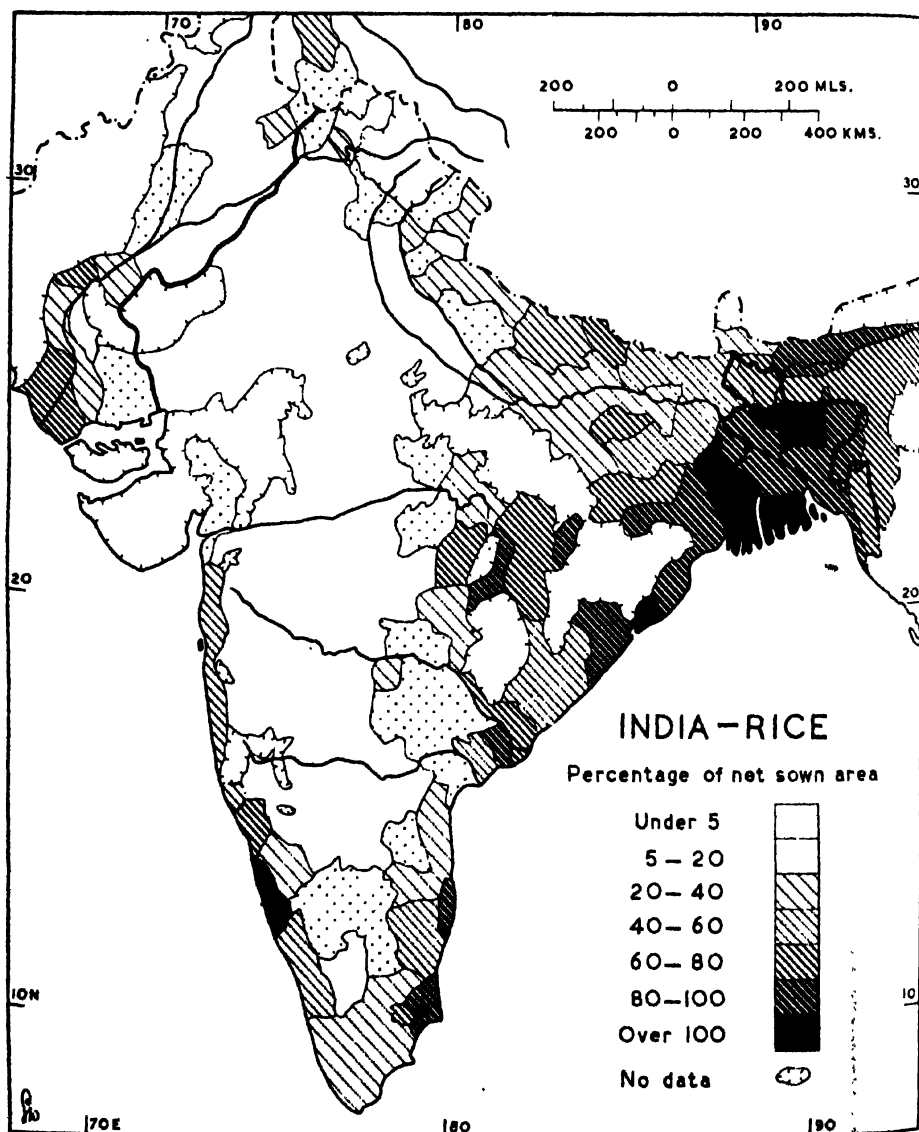 70 80 90
200 0 200 MLS.
200 0 200 400 KMS.
30 30
20 20
INDIA–RICE
Percentage of net sown area
Under 5
5–20
20–40
40–60
60–80
80–100
Over 100
No data
10N 10
70E 80 90